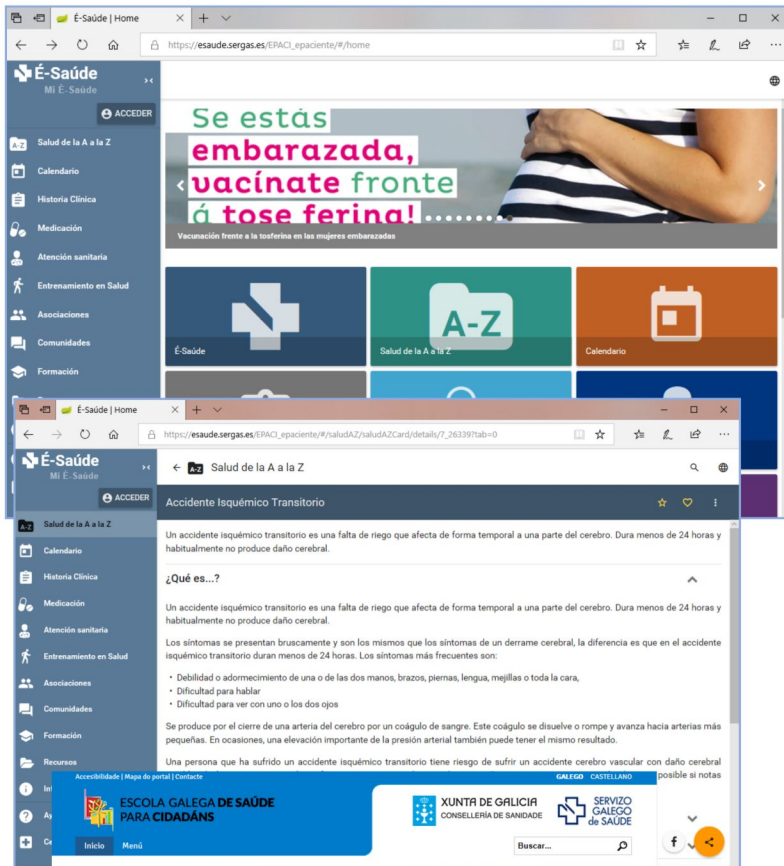 É-Saúde | Home
https://esaude.sergas.es/EPACI_epaciente/#/home
É-Saúde
Mi É-Saúde
ACCEDER
A-Z Salud de la A a la Z
Calendario
Historia Clínica
Medicación
Atención sanitaria
Entrenamiento en Salud
Asociaciones
Comunidades
Formación
Se estás
embarazada,
vacínate fronte
á tose ferina!
Vacunación frente a la tosferina en las mujeres embarazadas
É-Saúde
A-Z
Salud de la A a la Z
Calendario
É-Saúde | Home
https://esaude.sergas.es/EPACI_epaciente/#/saludAZ/saludAZCard/details/7_26339?tab=0
É-Saúde
Mi É-Saúde
ACCEDER
A-Z Salud de la A a la Z
Calendario
Historia Clínica
Medicación
Atención sanitaria
Entrenamiento en Salud
Asociaciones
Comunidades
Formación
Recursos
A-Z Salud de la A a la Z
Accidente Isquémico Transitorio
Un accidente isquémico transitorio es una falta de riego que afecta de forma temporal a una parte del cerebro. Dura menos de 24 horas y
habitualmente no produce daño cerebral.
¿Qué es...?
Un accidente isquémico transitorio es una falta de riego que afecta de forma temporal a una parte del cerebro. Dura menos de 24 horas y
habitualmente no produce daño cerebral.
Los síntomas se presentan bruscamente y son los mismos que los síntomas de un derrame cerebral, la diferencia es que en el accidente
isquémico transitorio duran menos de 24 horas. Los síntomas más frecuentes son:
• Debilidad o adormecimiento de una o de las dos manos, brazos, piernas, lengua, mejillas o toda la cara,
• Dificultad para hablar
• Dificultad para ver con uno o los dos ojos
Se produce por el cierre de una arteria del cerebro por un coágulo de sangre. Este coágulo se disuelve o rompe y avanza hacia arterias más
pequeñas. En ocasiones, una elevación importante de la presión arterial también puede tener el mismo resultado.
Una persona que ha sufrido un accidente isquémico transitorio tiene riesgo de sufrir un accidente cerebro vascular con daño cerebral
posible si notas
Accesibilidade | Mapa do portal | Contacte
GALEGO CASTELLANO
ESCOLA GALEGA DE SAÚDE
PARA CIDADÁNS
XUNTA DE GALICIA
CONSELLERÍA DE SANIDADE
SERVIZO
GALEGO
de SAÚDE
Inicio Menú
Buscar...